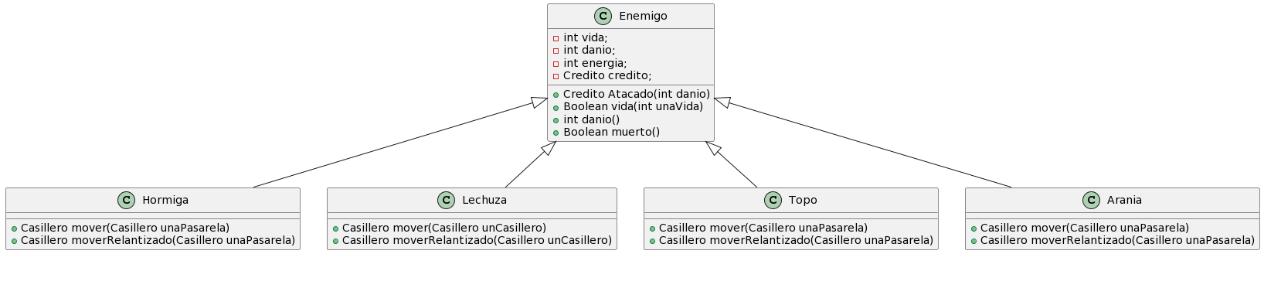 C Enemigo
int vida;
int danio;
int energia;
Credito credito;
Credito Atacado(int danio)
Boolean vida(int unaVida)
int danio()
Boolean muerto()
C Hormiga
Casillero mover(Casillero unaPasarela)
Casillero moverRelantizado(Casillero unaPasarela)
C Lechuza
Casillero mover(Casillero unCasillero)
Casillero moverRelantizado(Casillero unCasillero)
C Topo
Casillero mover(Casillero unaPasarela)
Casillero moverRelantizado(Casillero unaPasarela)
C Arania
Casillero mover(Casillero unaPasarela)
Casillero moverRelantizado(Casillero unaPasarela)